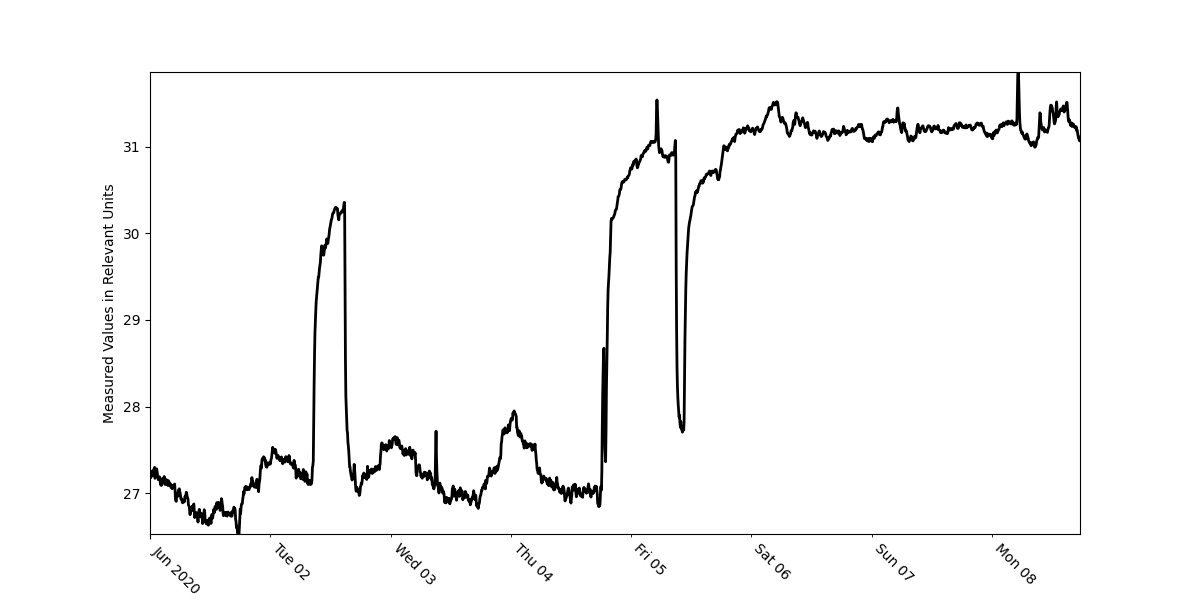 Measured Values in Relevant Units
31
30
29
28
27
Jun 2020
Tue 02
Wed 03
Thu 04
Fri 05
Sat 06
Sun 07
Mon 08